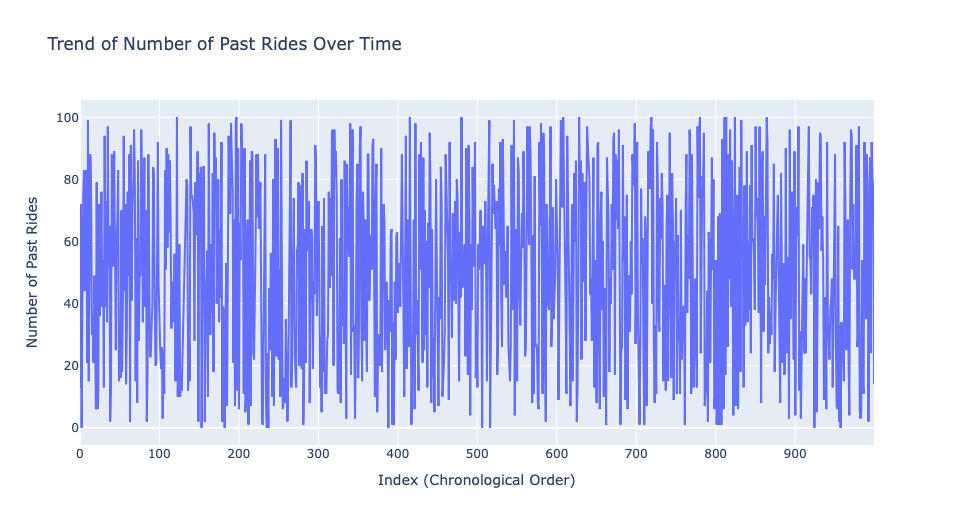 Trend of Number of Past Rides Over Time
Number of Past Rides
100
80
60
40
20
0
0 100 200 300 400 500 600 700 800 900
Index (Chronological Order)